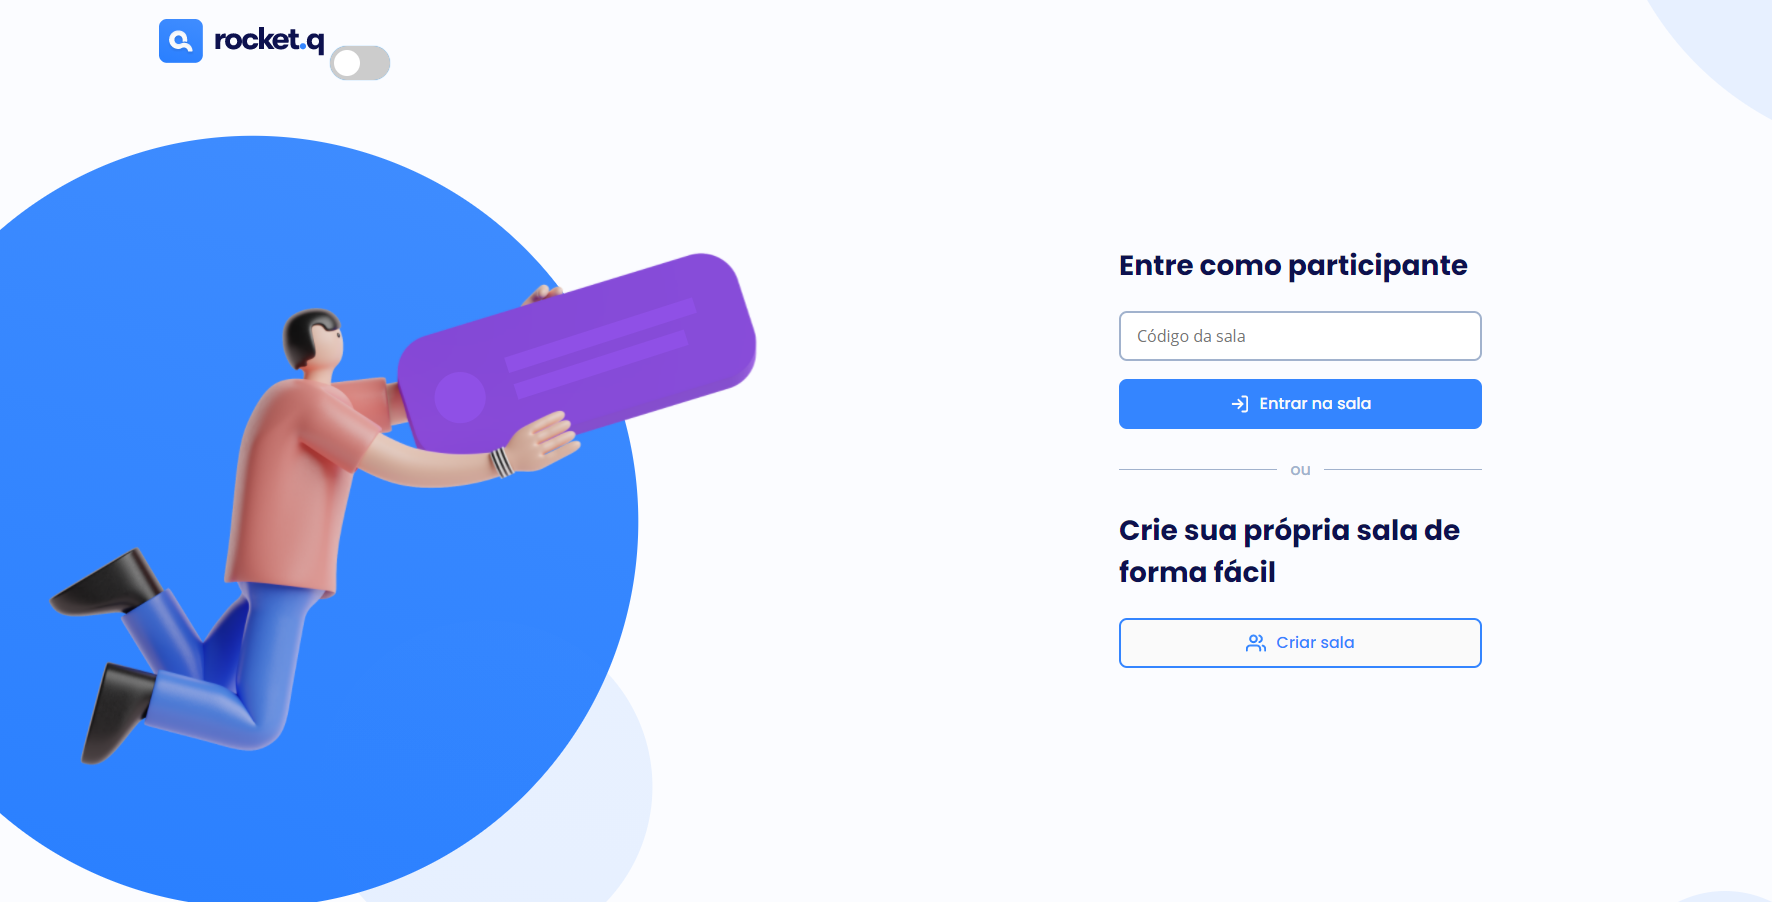 rocket.q
Entre como participante
Código da sala
Entrar na sala
ou
Crie sua própria sala de
forma fácil
Criar sala